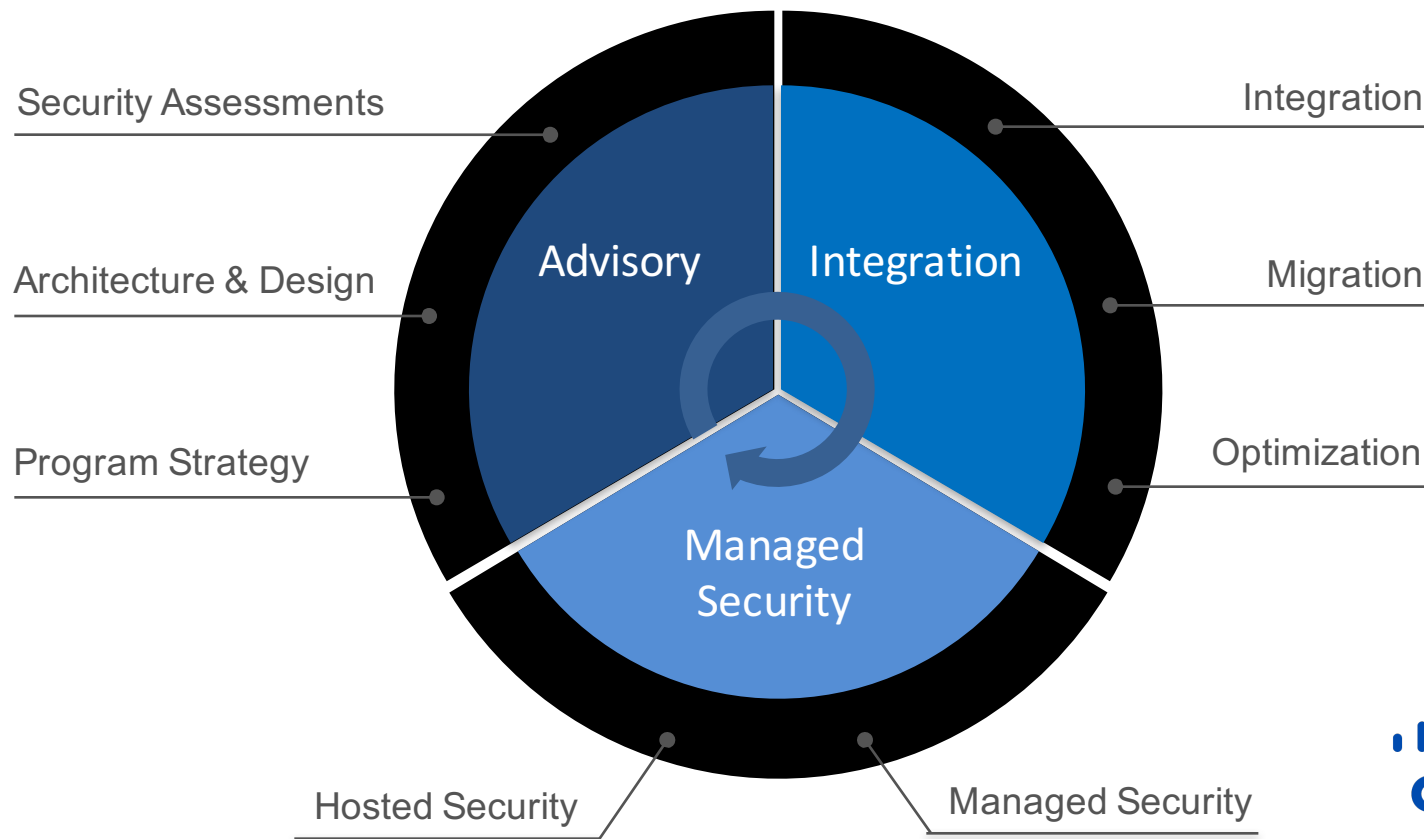 Security Assessments
Integration
Advisory
Integration
Architecture & Design
Migration
Program Strategy
Optimization
Managed
Security
Hosted Security
Managed Security